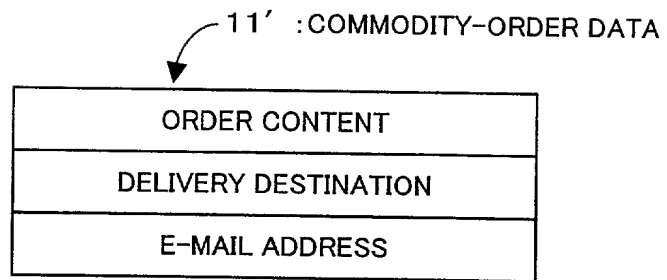 11′ :COMMODITY-ORDER DATA
ORDER CONTENT
DELIVERY DESTINATION
E-MAIL ADDRESS